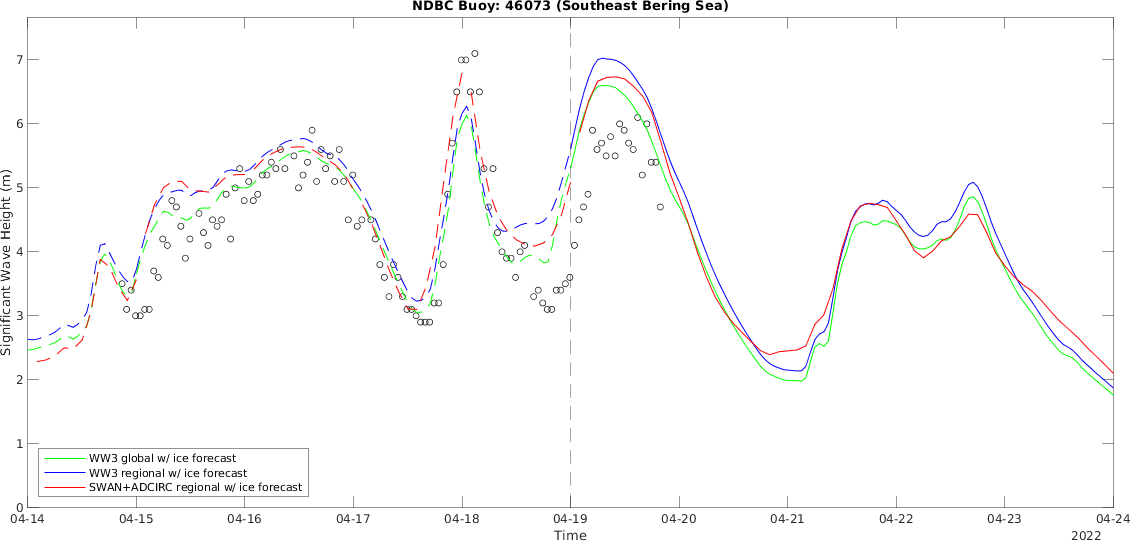 NDBC Buoy: 46073 (Southeast Bering Sea)
Significant Wave Height (m)
7
6
5
4
3
2
1
0
WW3 global w/ ice forecast
WW3 regional w/ ice forecast
SWAN+ADCIRC regional w/ ice forecast
04-14 04-15 04-16 04-17 04-18 04-19 04-20 04-21 04-22 04-23 04-24
Time
2022